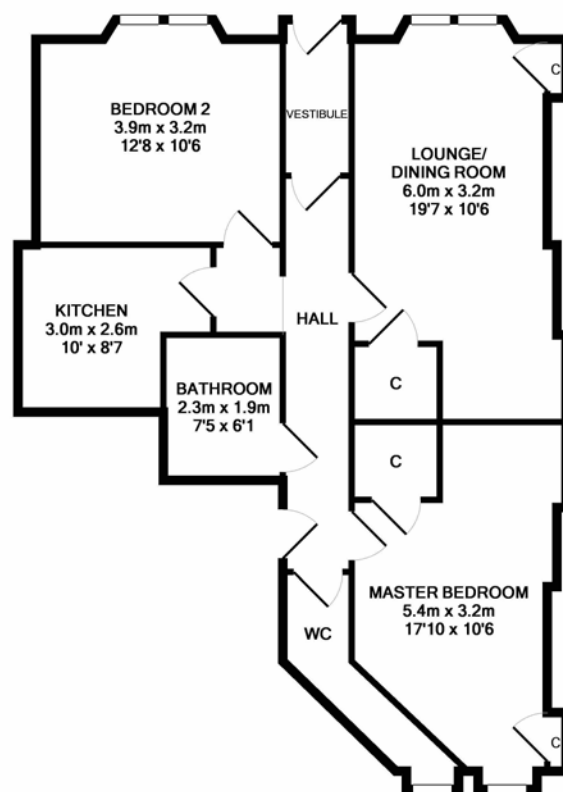 BEDROOM 2
3.9m x 3.2m
12'8 x 10'6
VESTIBULE
C
LOUNGE/
DINING ROOM
6.0m x 3.2m
19'7 x 10'6
KITCHEN
3.0m x 2.6m
10' x 8'7
HALL
BATHROOM
2.3m x 1.9m
7'5 x 6'1
C
C
MASTER BEDROOM
5.4m x 3.2m
17'10 x 10'6
WC
C